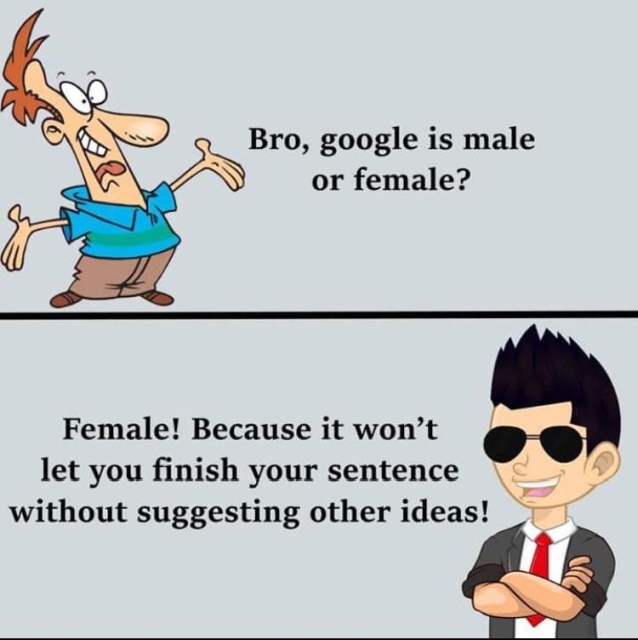 Bro, google is male
or female?
Female! Because it won’t
let you finish your sentence
without suggesting other ideas!